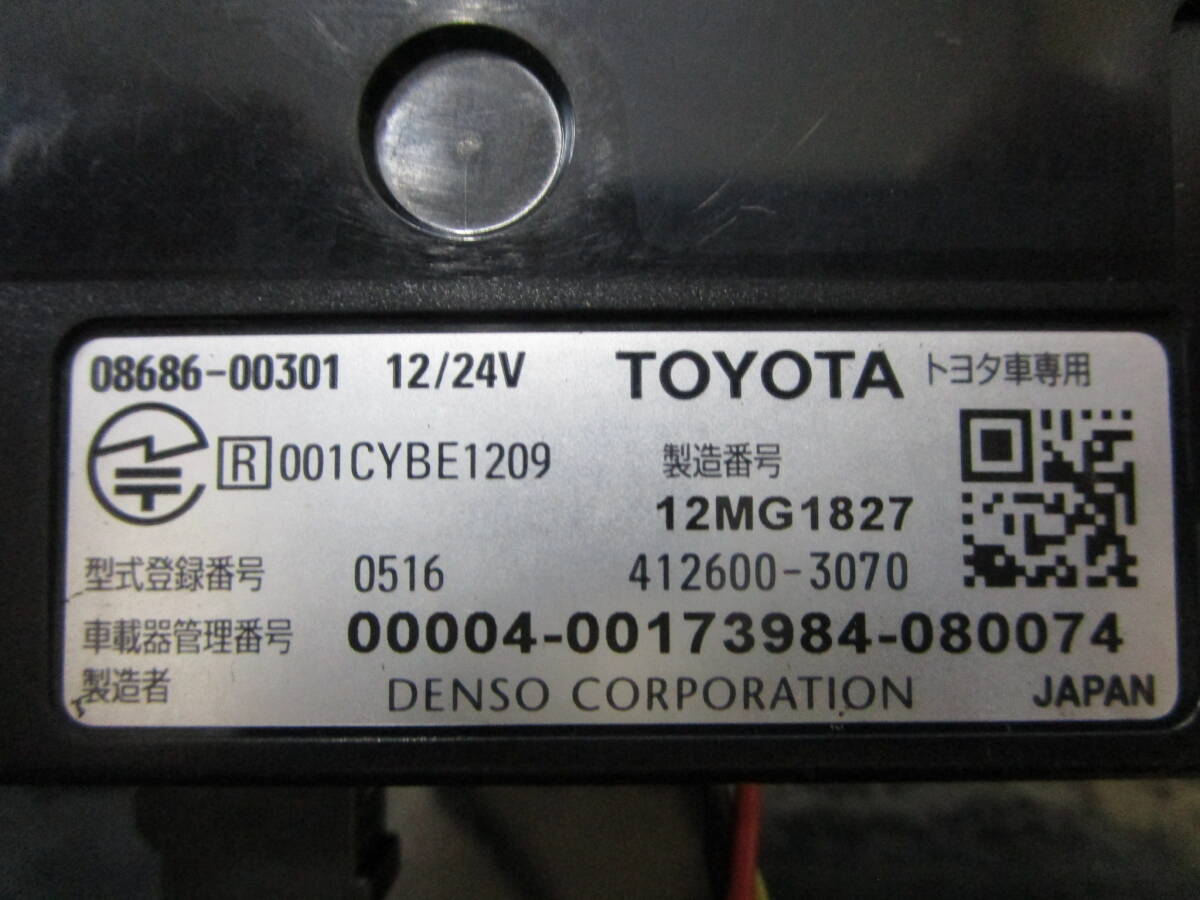 08686-00301 12/24V TOYOTA トヨタ車専用
R 001CYBE1209 製造番号
12MG1827
型式登録番号 0516 412600-3070
車載器管理番号 00004-00173984-080074
製造者 DENSO CORPORATION JAPAN